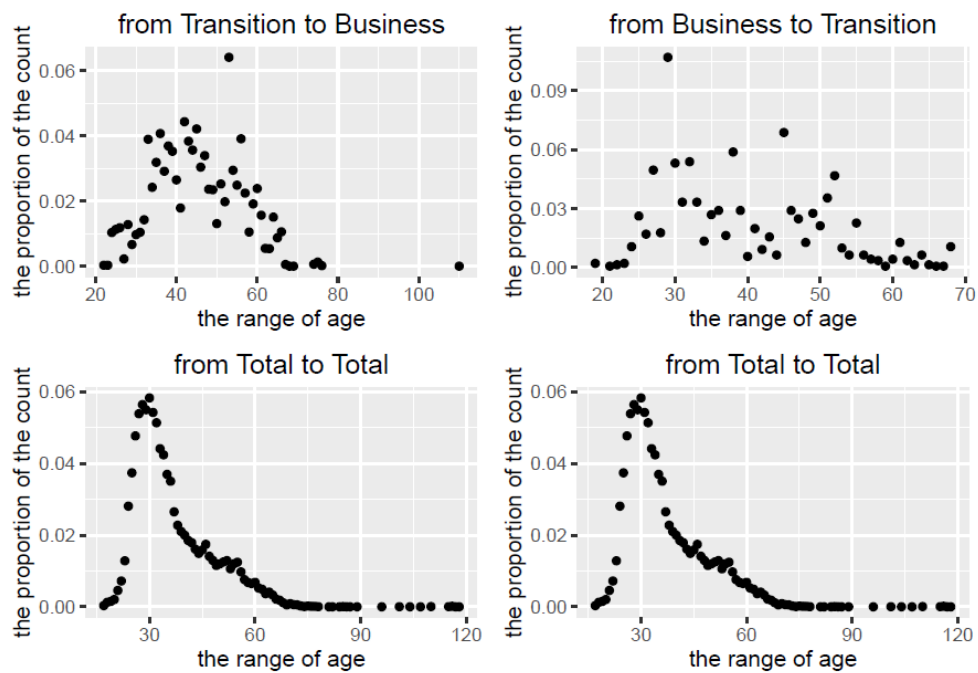 from Transition to Business
the proportion of the count
0.06
0.04
0.02
0.00
20 40 60 80 100
the range of age
from Business to Transition
the proportion of the count
0.09
0.06
0.03
0.00
20 30 40 50 60 70
the range of age
from Total to Total
the proportion of the count
0.06
0.04
0.02
0.00
30 60 90 120
the range of age
from Total to Total
the proportion of the count
0.06
0.04
0.02
0.00
30 60 90 120
the range of age